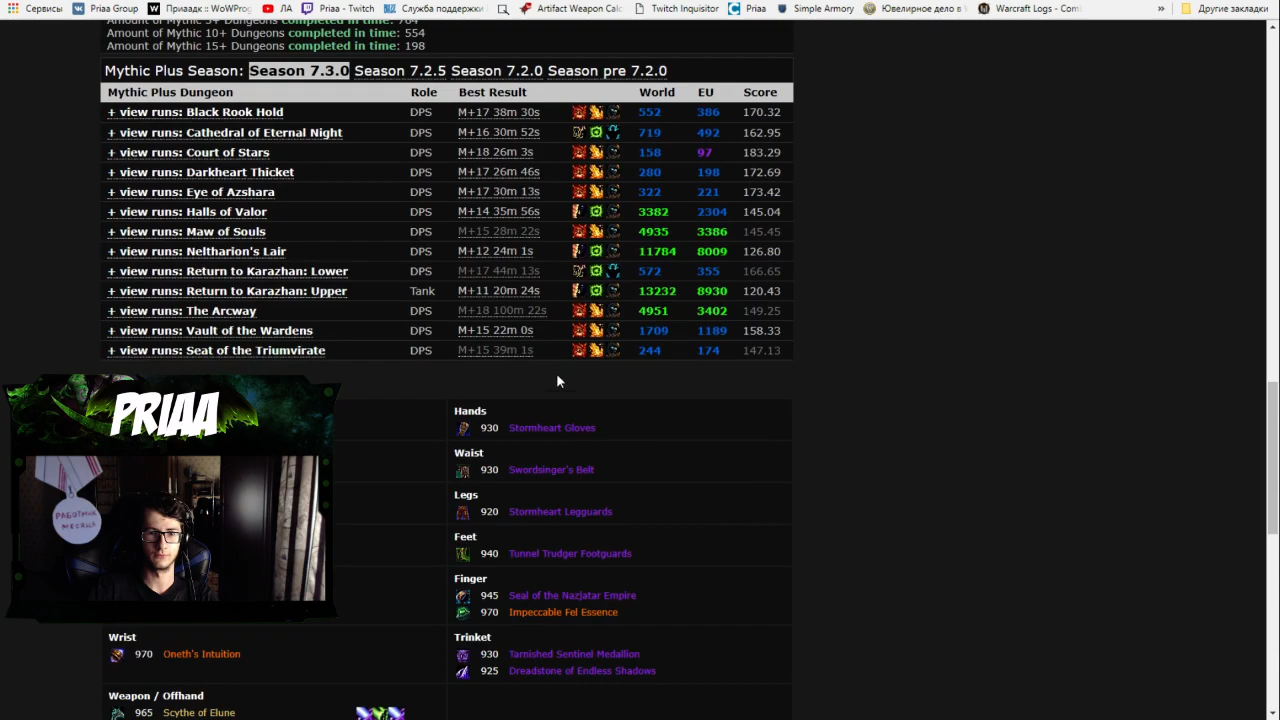 Сервисы Priaa Group Приаадк :: WoWProg ЛА Priaa - Twitch Служба поддержки Artifact Weapon Calc Twitch Inquisitor Priaa Simple Armory Ювелирное дело в Warcraft Logs - Com » Другие закладки
Amount of Mythic 5+ Dungeons completed in time: 764
Amount of Mythic 10+ Dungeons completed in time: 554
Amount of Mythic 15+ Dungeons completed in time: 198
Mythic Plus Season: Season 7.3.0 Season 7.2.5 Season 7.2.0 Season pre 7.2.0
Mythic Plus Dungeon Role Best Result World EU Score
+ view runs: Black Rook Hold DPS M+17 38m 30s 552 386 170.32
+ view runs: Cathedral of Eternal Night DPS M+16 30m 52s 719 492 162.95
+ view runs: Court of Stars DPS M+18 26m 3s 158 97 183.29
+ view runs: Darkheart Thicket DPS M+17 26m 46s 280 198 172.69
+ view runs: Eye of Azshara DPS M+17 30m 13s 322 221 173.42
+ view runs: Halls of Valor DPS M+14 35m 56s 3382 2304 145.04
+ view runs: Maw of Souls DPS M+15 28m 22s 4935 3386 145.45
+ view runs: Neltharion's Lair DPS M+12 24m 1s 11784 8009 126.80
+ view runs: Return to Karazhan: Lower DPS M+17 44m 13s 572 355 166.65
+ view runs: Return to Karazhan: Upper Tank M+11 20m 24s 13232 8930 120.43
+ view runs: The Arcway DPS M+18 100m 22s 4951 3402 149.25
+ view runs: Vault of the Wardens DPS M+15 22m 0s 1709 1189 158.33
+ view runs: Seat of the Triumvirate DPS M+15 39m 1s 244 174 147.13
PRIAA
РАБОТНИК
МЕСЯЦА
Hands
930 Stormheart Gloves
Waist
930 Swordsinger's Belt
Legs
920 Stormheart Legguards
Feet
940 Tunnel Trudger Footguards
Finger
945 Seal of the Nazjatar Empire
970 Impeccable Fel Essence
Wrist
970 Oneth's Intuition
Trinket
930 Tarnished Sentinel Medallion
925 Dreadstone of Endless Shadows
Weapon / Offhand
965 Scythe of Elune